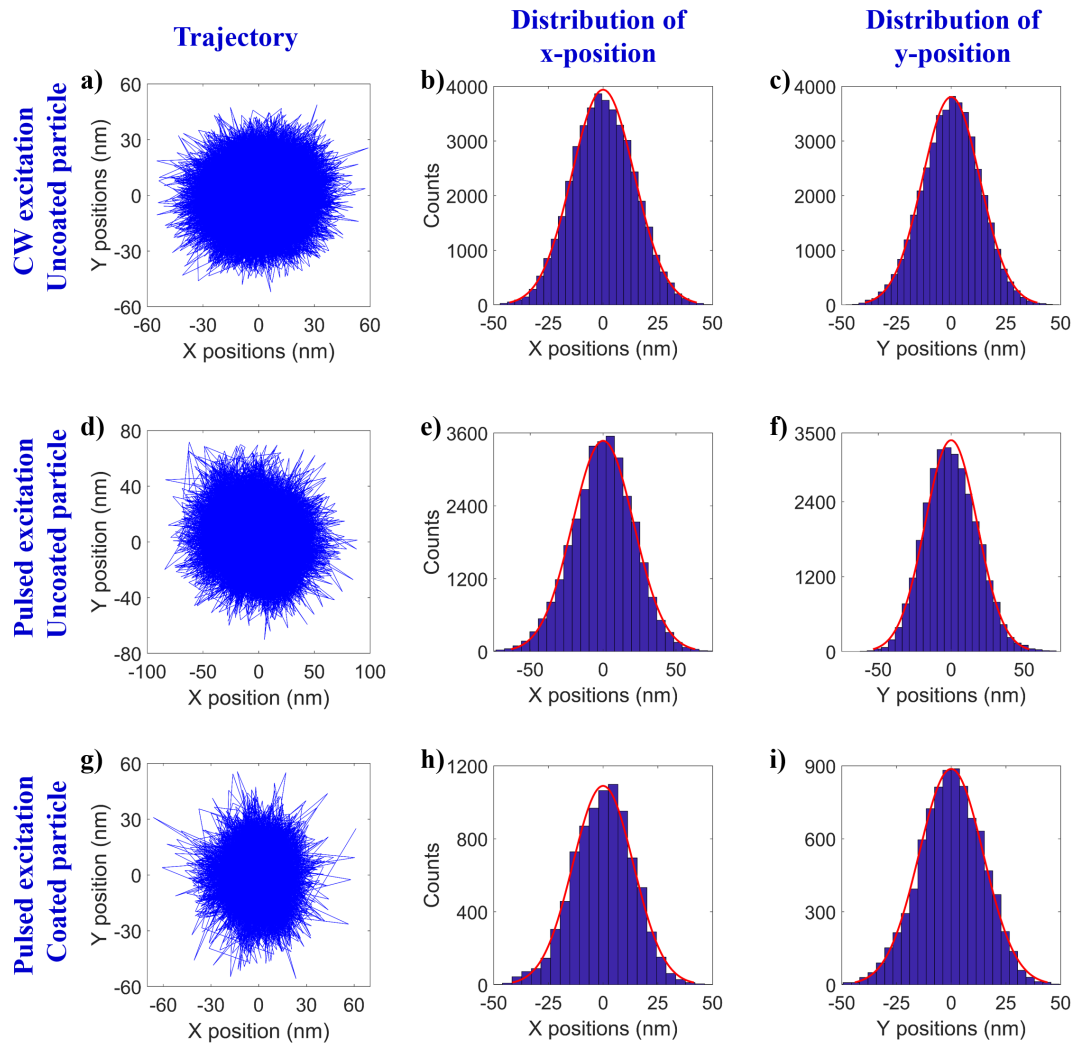 Trajectory
Distribution of
x-position
Distribution of
y-position
CW excitation
Uncoated particle
a)
60
30
0
-30
-60
Y positions (nm)
-60 -30 0 30 60
X positions (nm)
b)
4000
3000
2000
1000
0
Counts
-50 -25 0 25 50
X positions (nm)
c)
4000
3000
2000
1000
0
-50 -25 0 25 50
Y positions (nm)
Pulsed excitation
Uncoated particle
d)
80
40
0
-40
-80
Y position (nm)
-100 -50 0 50 100
X position (nm)
e)
3600
2400
1200
0
Counts
-50 0 50
X positions (nm)
f)
3500
2400
1200
0
-50 0 50
Y positions (nm)
Pulsed excitation
Coated particle
g)
60
30
0
-30
-60
Y position (nm)
-60 -30 0 30 60
X position (nm)
h)
1200
800
400
0
Counts
-50 -25 0 25 50
X positions (nm)
i)
900
600
300
0
-50 -25 0 25 50
Y positions (nm)